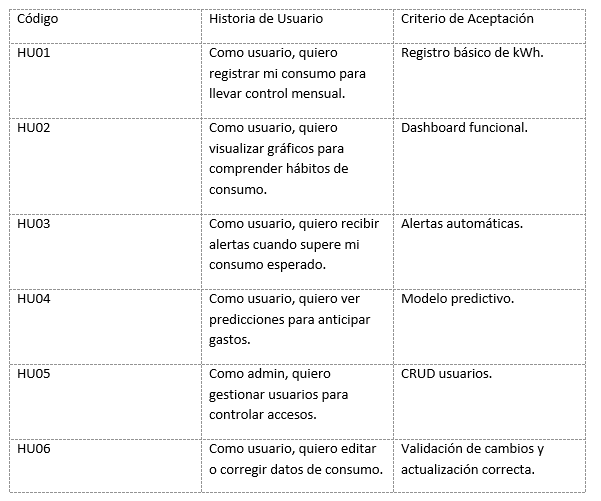 Código Historia de Usuario Criterio de Aceptación
HU01 Como usuario, quiero Registro básico de kWh.
registrar mi consumo para
llevar control mensual.
HU02 Como usuario, quiero Dashboard funcional.
visualizar gráficos para
comprender hábitos de
consumo.
HU03 Como usuario, quiero recibir Alertas automáticas.
alertas cuando supere mi
consumo esperado.
HU04 Como usuario, quiero ver Modelo predictivo.
predicciones para anticipar
gastos.
HU05 Como admin, quiero CRUD usuarios.
gestionar usuarios para
controlar accesos.
HU06 Como usuario, quiero editar Validación de cambios y
o corregir datos de consumo. actualización correcta.